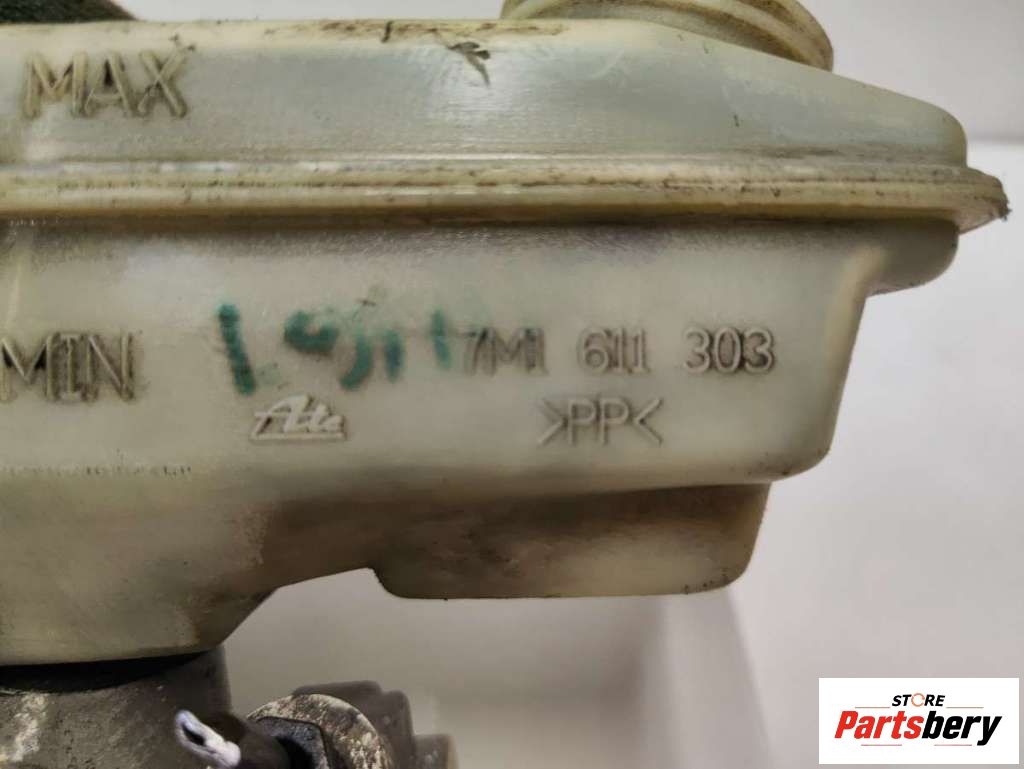 MAX
MIN
7M1 611 303
Ate
>PP<
STORE
Partsbery